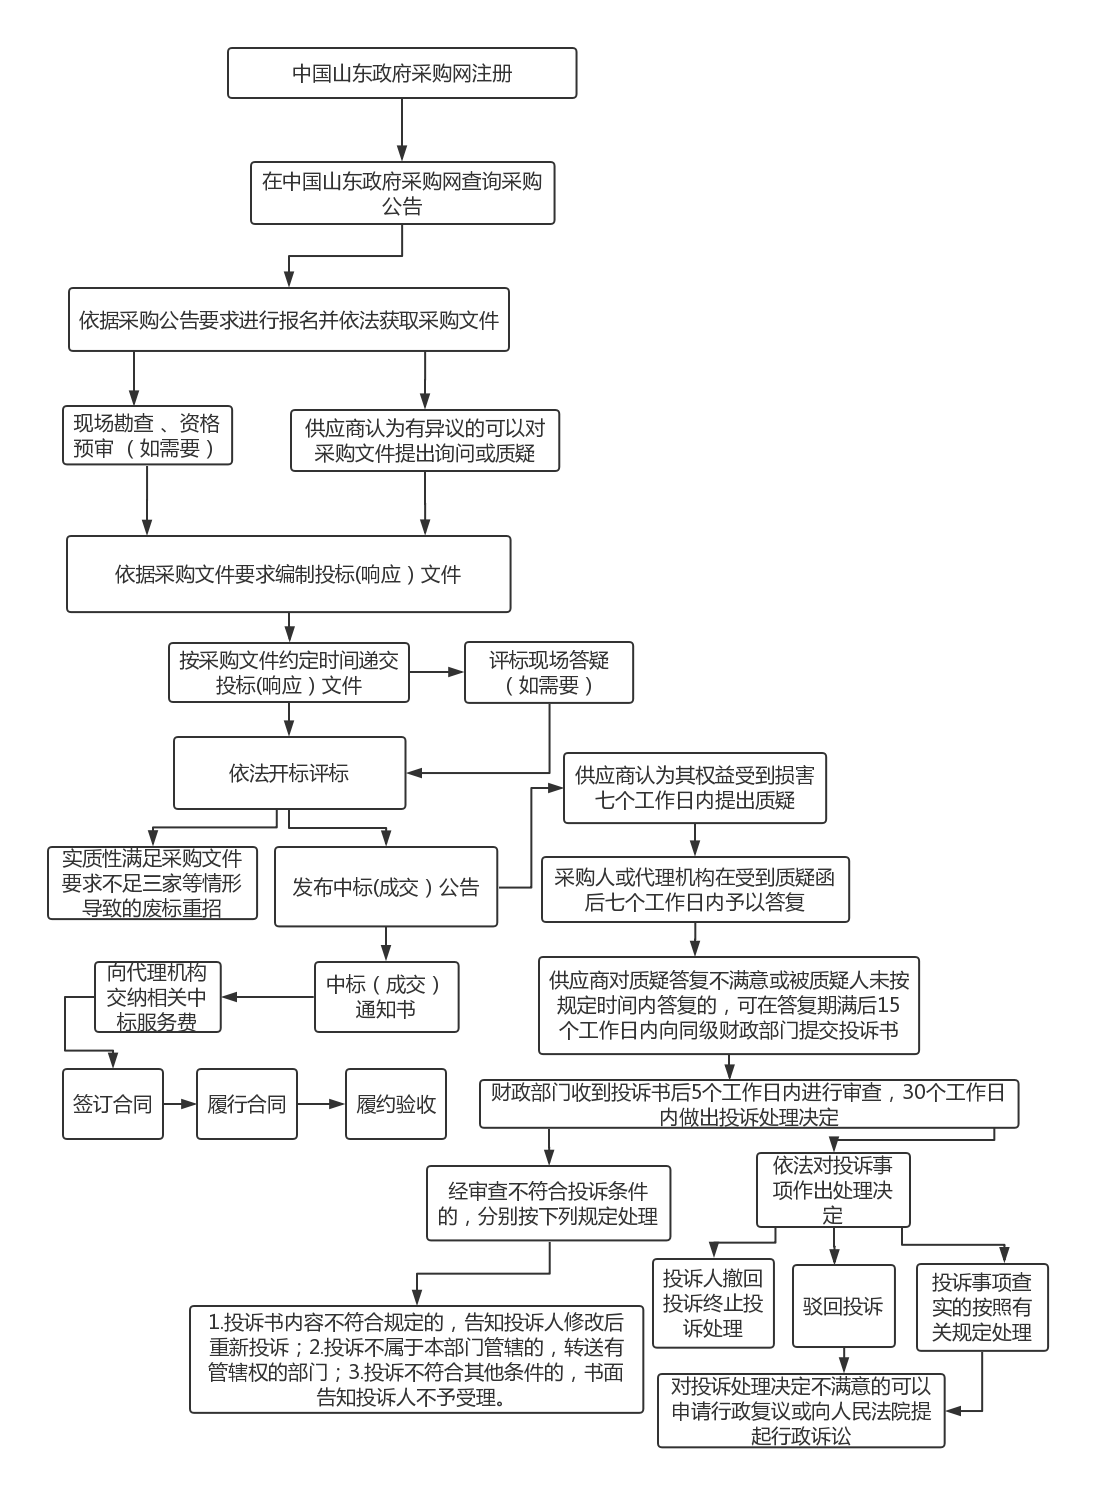 中国山东政府采购网注册
在中国山东政府采购网查询采购
公告
依据采购公告要求进行报名并依法获取采购文件
现场勘查、资格
预审（如需要）
供应商认为有异议的可以对
采购文件提出询问或质疑
依据采购文件要求编制投标(响应）文件
按采购文件约定时间递交
投标(响应）文件
评标现场答疑
（如需要）
依法开标评标
供应商认为其权益受到损害
七个工作日内提出质疑
实质性满足采购文件
要求不足三家等情形
导致的废标重招
发布中标(成交）公告
采购人或代理机构在受到质疑函
后七个工作日内予以答复
向代理机构
交纳相关中
标服务费
中标（成交）
通知书
供应商对质疑答复不满意或被质疑人未按
规定时间内答复的，可在答复期满后15
个工作日内向同级财政部门提交投诉书
签订合同
履行合同
履约验收
财政部门收到投诉书后5个工作日内进行审查，30个工作日
内做出投诉处理决定
经审查不符合投诉条件
的，分别按下列规定处理
依法对投诉事
项作出处理决
定
投诉人撤回
投诉终止投
诉处理
驳回投诉
投诉事项查
实的按照有
关规定处理
1.投诉书内容不符合规定的，告知投诉人修改后
重新投诉；2.投诉不属于本部门管辖的，转送有
管辖权的部门；3.投诉不符合其他条件的，书面
告知投诉人不予受理。
对投诉处理决定不满意的可以
申请行政复议或向人民法院提
起行政诉讼